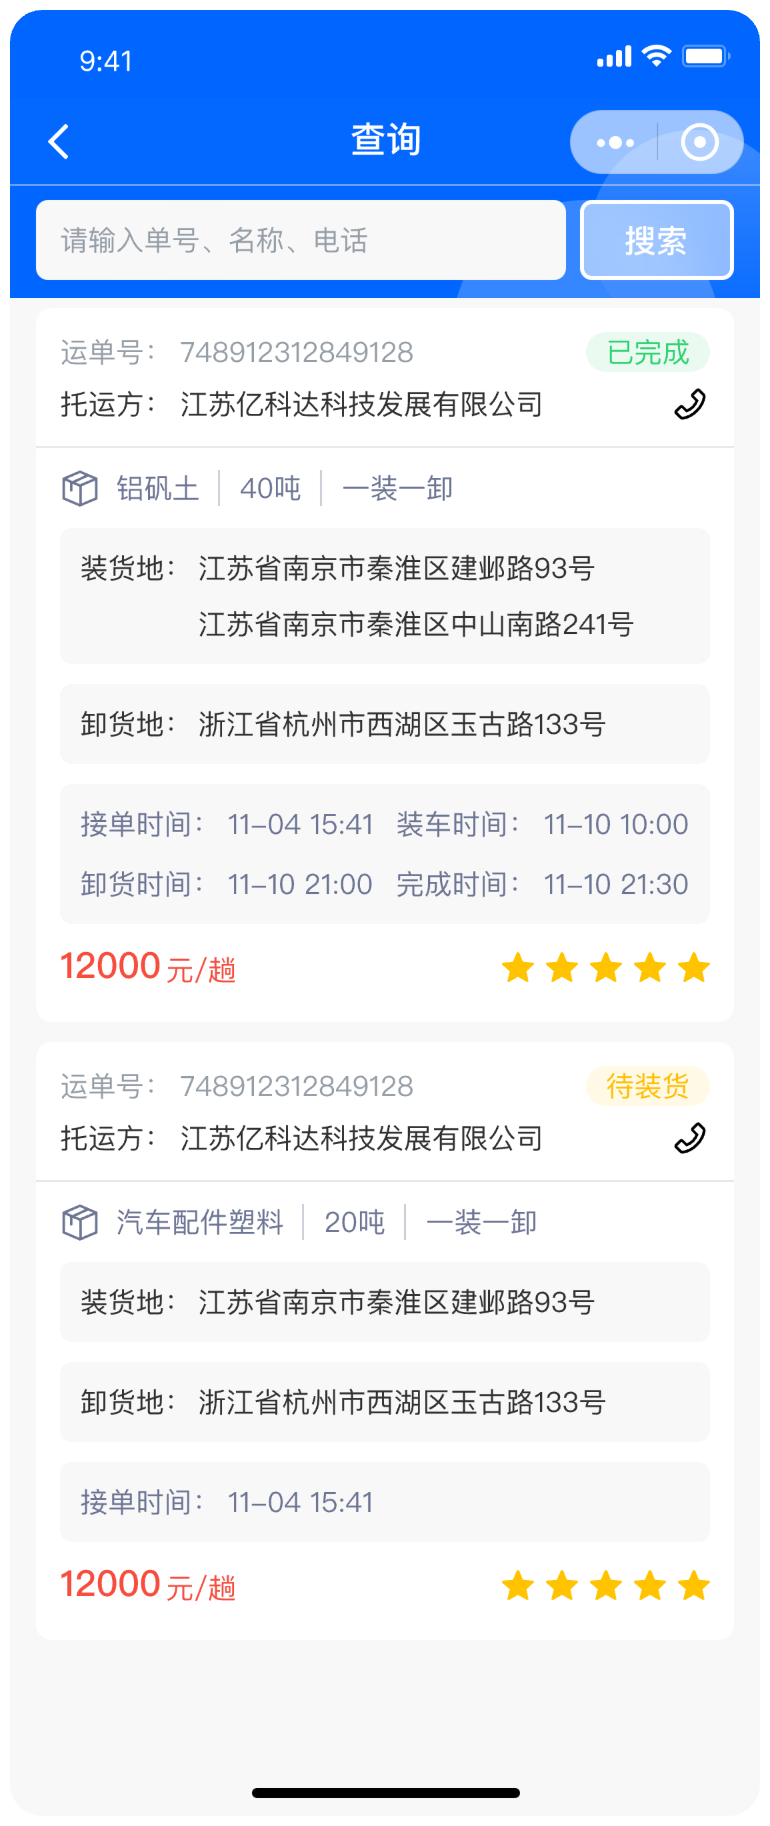 9:41
查询
请输入单号、名称、电话
搜索
运单号： 748912312849128 已完成
托运方： 江苏亿科达科技发展有限公司
铝矾土 40吨 一装一卸
装货地： 江苏省南京市秦淮区建邺路93号
江苏省南京市秦淮区中山南路241号
卸货地： 浙江省杭州市西湖区玉古路133号
接单时间： 11-04 15:41 装车时间： 11-10 10:00
卸货时间： 11-10 21:00 完成时间： 11-10 21:30
12000 元/趟
运单号： 748912312849128 待装货
托运方： 江苏亿科达科技发展有限公司
汽车配件塑料 20吨 一装一卸
装货地： 江苏省南京市秦淮区建邺路93号
卸货地： 浙江省杭州市西湖区玉古路133号
接单时间： 11-04 15:41
12000 元/趟